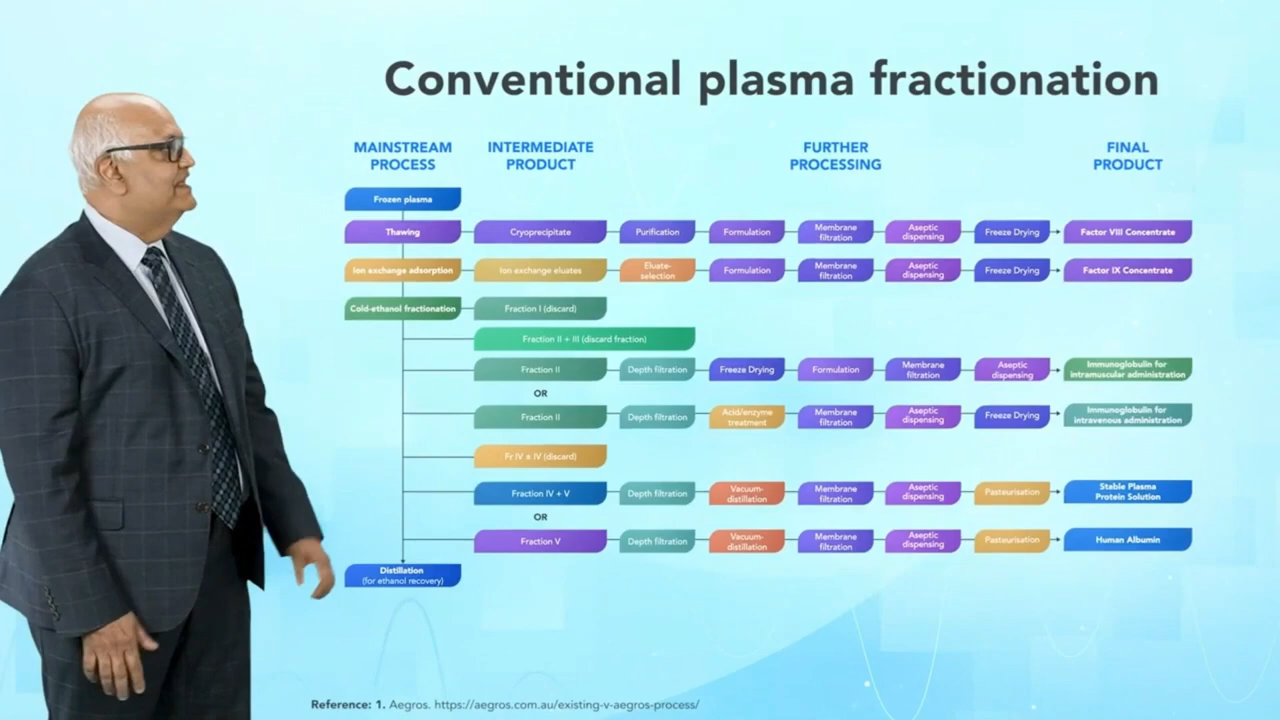 Conventional plasma fractionation
MAINSTREAM
PROCESS
INTERMEDIATE
PRODUCT
FURTHER
PROCESSING
FINAL
PRODUCT
Frozen plasma
Thawing
Cryoprecipitate
Purification
Formulation
Membrane
filtration
Aseptic
dispensing
Freeze Drying
Factor VIII Concentrate
Ion exchange adsorption
Ion exchange eluates
Eluate-
selection
Formulation
Membrane
filtration
Aseptic
dispensing
Freeze Drying
Factor IX Concentrate
Cold-ethanol fractionation
Fraction I (discard)
Fraction II + III (discard fraction)
Fraction II
Depth filtration
Freeze Drying
Formulation
Membrane
filtration
Aseptic
dispensing
Immunoglobulin for
intramuscular administration
OR
Fraction II
Depth filtration
Acid/enzyme
treatment
Membrane
filtration
Aseptic
dispensing
Freeze Drying
Immunoglobulin for
intravenous administration
Fr IV = IV (discard)
Fraction IV + V
Depth filtration
Vacuum-
distillation
Membrane
filtration
Aseptic
dispensing
Pasteurisation
Stable Plasma
Protein Solution
OR
Fraction V
Depth filtration
Vacuum-
distillation
Membrane
filtration
Aseptic
dispensing
Pasteurisation
Human Albumin
Distillation
(for ethanol recovery)
Reference: 1. Aegros. https://aegros.com.au/existing-v-aegros-process/